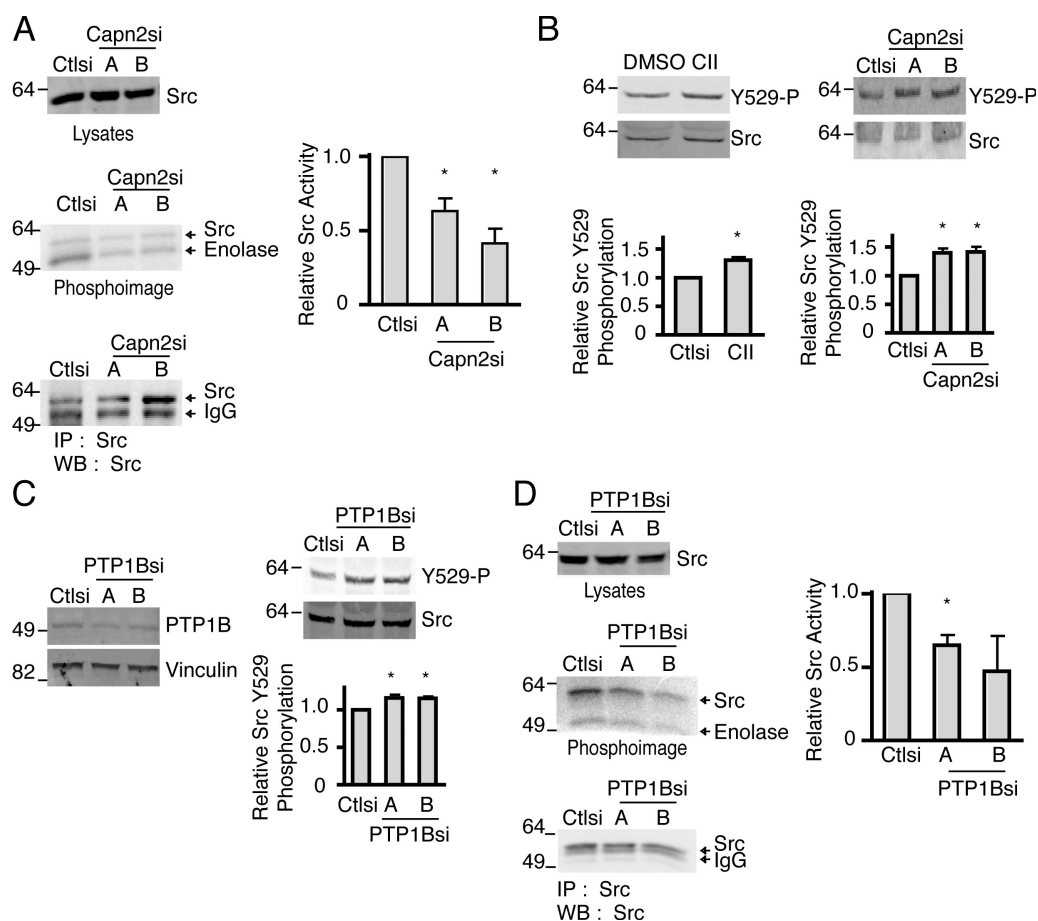 A
Capn2si
Ctlsi A B
64
Src
Lysates
Capn2si
Ctlsi A B
64
Src
Enolase
49
Phosphoimage
Capn2si
Ctlsi A B
64
Src
IgG
49
IP : Src
WB : Src
Relative Src Activity
1.0
0.5
0
* *
Ctlsi A B
Capn2si
B
DMSO CII
64
Y529-P
64
Src
Capn2si
Ctlsi A B
64
Y529-P
64
Src
Relative Src Y529
Phosphorylation
1.5
1.0
0.5
0
*
Ctlsi CII
Relative Src Y529
Phosphorylation
1.5
1.0
0.5
0
* *
Ctlsi A B
Capn2si
C
PTP1Bsi
Ctlsi A B
49
PTP1B
82
Vinculin
PTP1Bsi
Ctlsi A B
64
Y529-P
64
Src
Relative Src Y529
Phosphorylation
1.0
0.5
0
* *
Ctlsi A B
PTP1Bsi
D
PTP1Bsi
Ctlsi A B
64
Src
Lysates
PTP1Bsi
Ctlsi A B
64
Src
49
Enolase
Phosphoimage
PTP1Bsi
Ctlsi A B
64
Src
IgG
49
IP : Src
WB : Src
Relative Src Activity
1.0
0.5
0
*
Ctlsi A B
PTP1Bsi